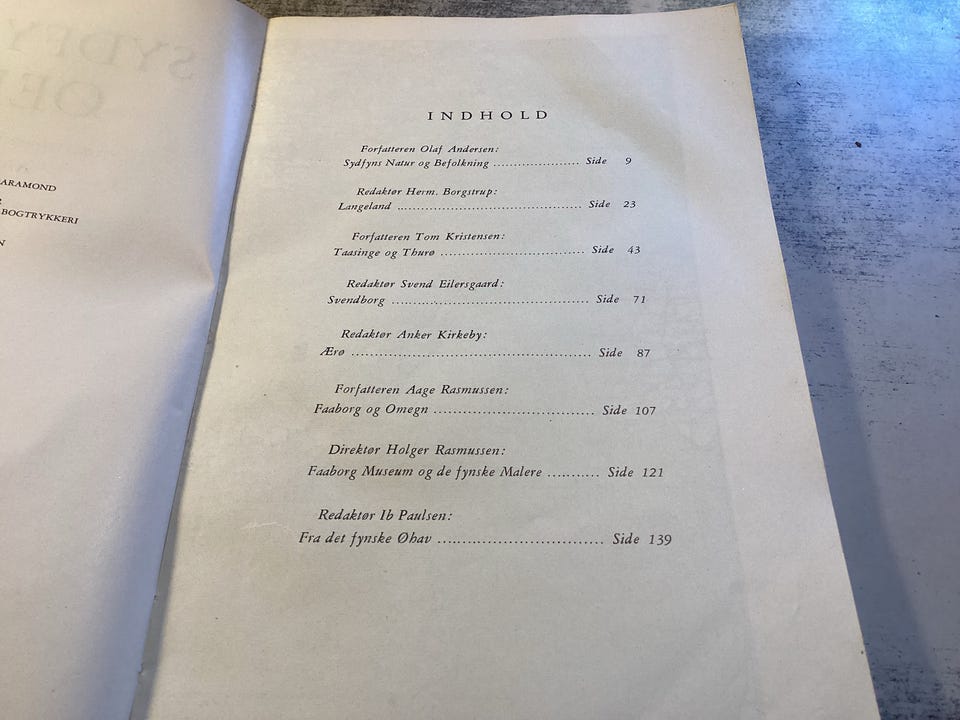 ARAMOND
BOGTRYKKERI
N
INDHOLD
Forfatteren Olaf Andersen:
Sydfyns Natur og Befolkning .................... Side 9
Redaktør Herm. Borgstrup:
Langeland ............................................ Side 23
Forfatteren Tom Kristensen:
Taasinge og Thurø .................................. Side 43
Redaktør Svend Eilersgaard:
Svendborg .............................................. Side 71
Redaktør Anker Kirkeby:
Ærø ........................................................ Side 87
Forfatteren Aage Rasmussen:
Faaborg og Omegn .................................. Side 107
Direktør Holger Rasmussen:
Faaborg Museum og de fynske Malere ........... Side 121
Redaktør Ib Paulsen:
Fra det fynske Øhav .................................. Side 139